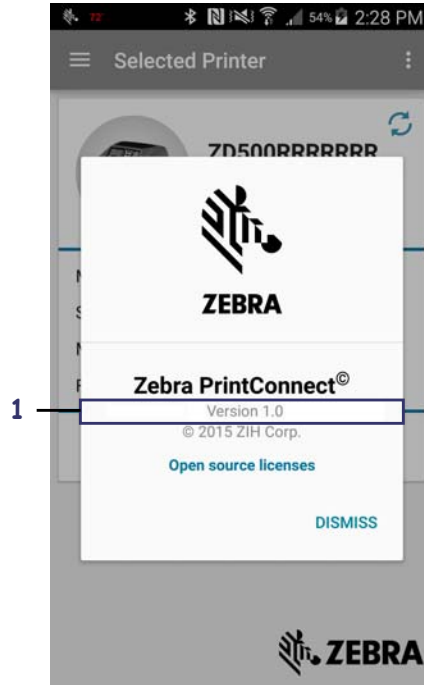 72°
54% 2:28 PM
Selected Printer
ZD500RRRRRRR
ZEBRA
Zebra PrintConnect©
1
Version 1.0
© 2015 ZIH Corp.
Open source licenses
DISMISS
ZEBRA